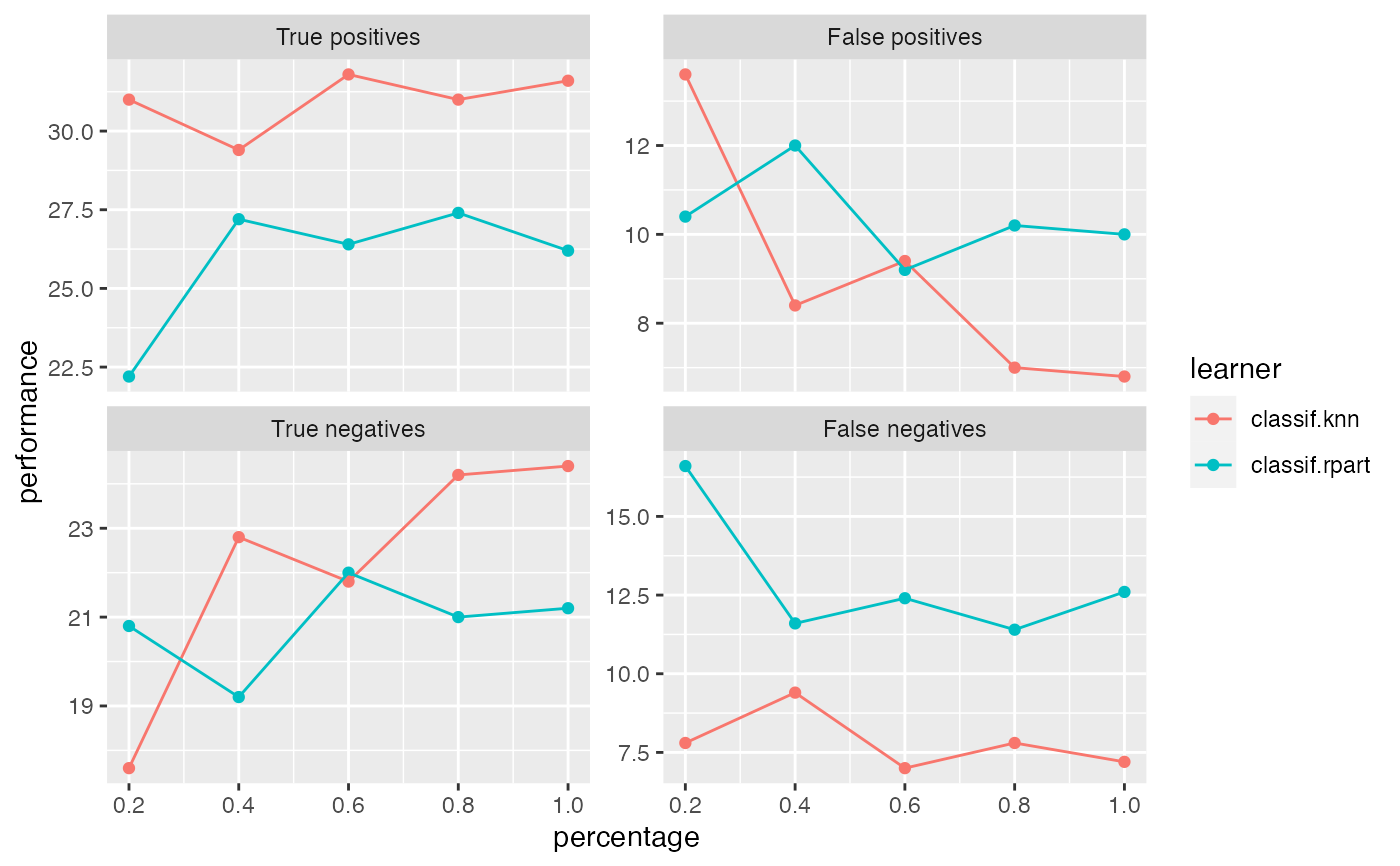 True positives
False positives
30.0
27.5
25.0
22.5
12
10
8
performance
True negatives
False negatives
23
21
19
15.0
12.5
10.0
7.5
0.2 0.4 0.6 0.8 1.0
0.2 0.4 0.6 0.8 1.0
percentage
learner
classif.knn
classif.rpart